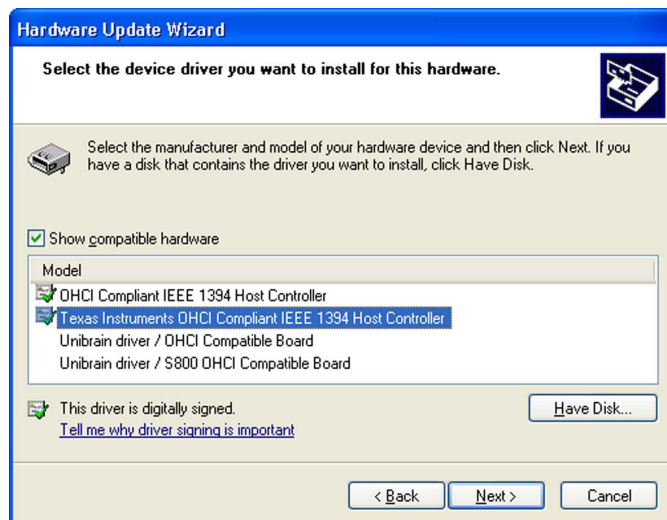 Hardware Update Wizard
Select the device driver you want to install for this hardware.
Select the manufacturer and model of your hardware device and then click Next. If you
have a disk that contains the driver you want to install, click Have Disk.
Show compatible hardware
Model
OHCI Compliant IEEE 1394 Host Controller
Texas Instruments OHCI Compliant IEEE 1394 Host Controller
Unibrain driver / OHCI Compatible Board
Unibrain driver / S800 OHCI Compatible Board
This driver is digitally signed.
Have Disk...
Tell me why driver signing is important
< Back Next > Cancel